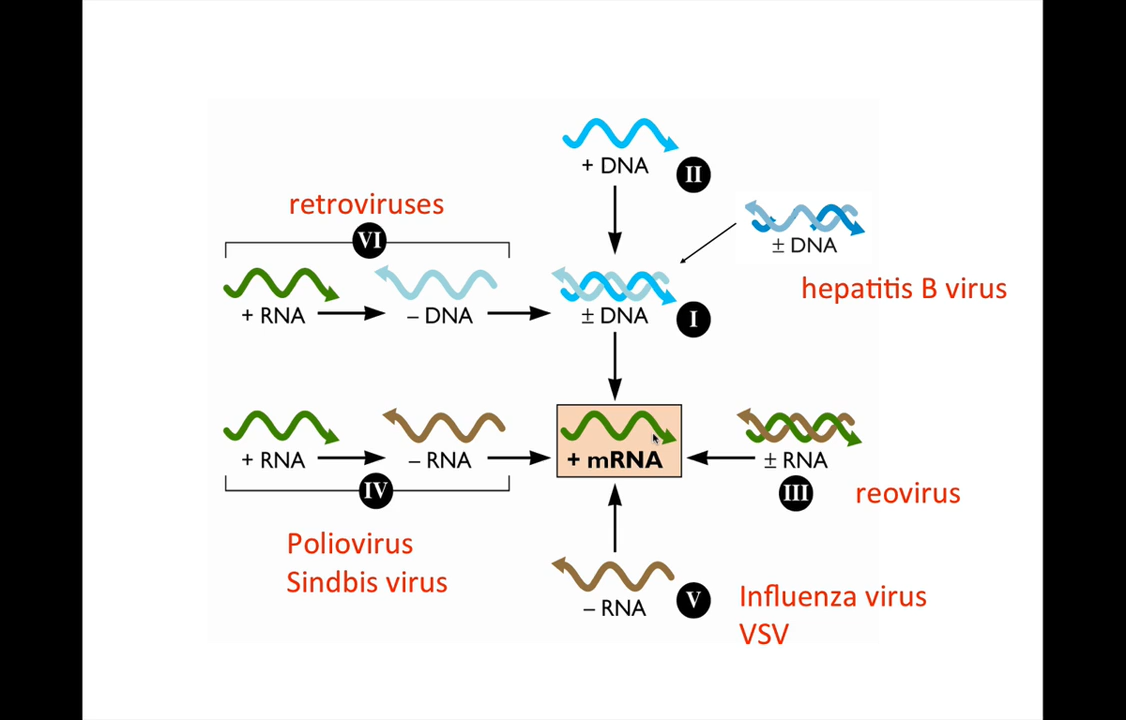 + DNA
II
retroviruses
VI
± DNA
hepatitis B virus
+ RNA
– DNA
± DNA
I
+ RNA
– RNA
+ mRNA
± RNA
IV
III
reovirus
Poliovirus
Sindbis virus
– RNA
V
Influenza virus
VSV